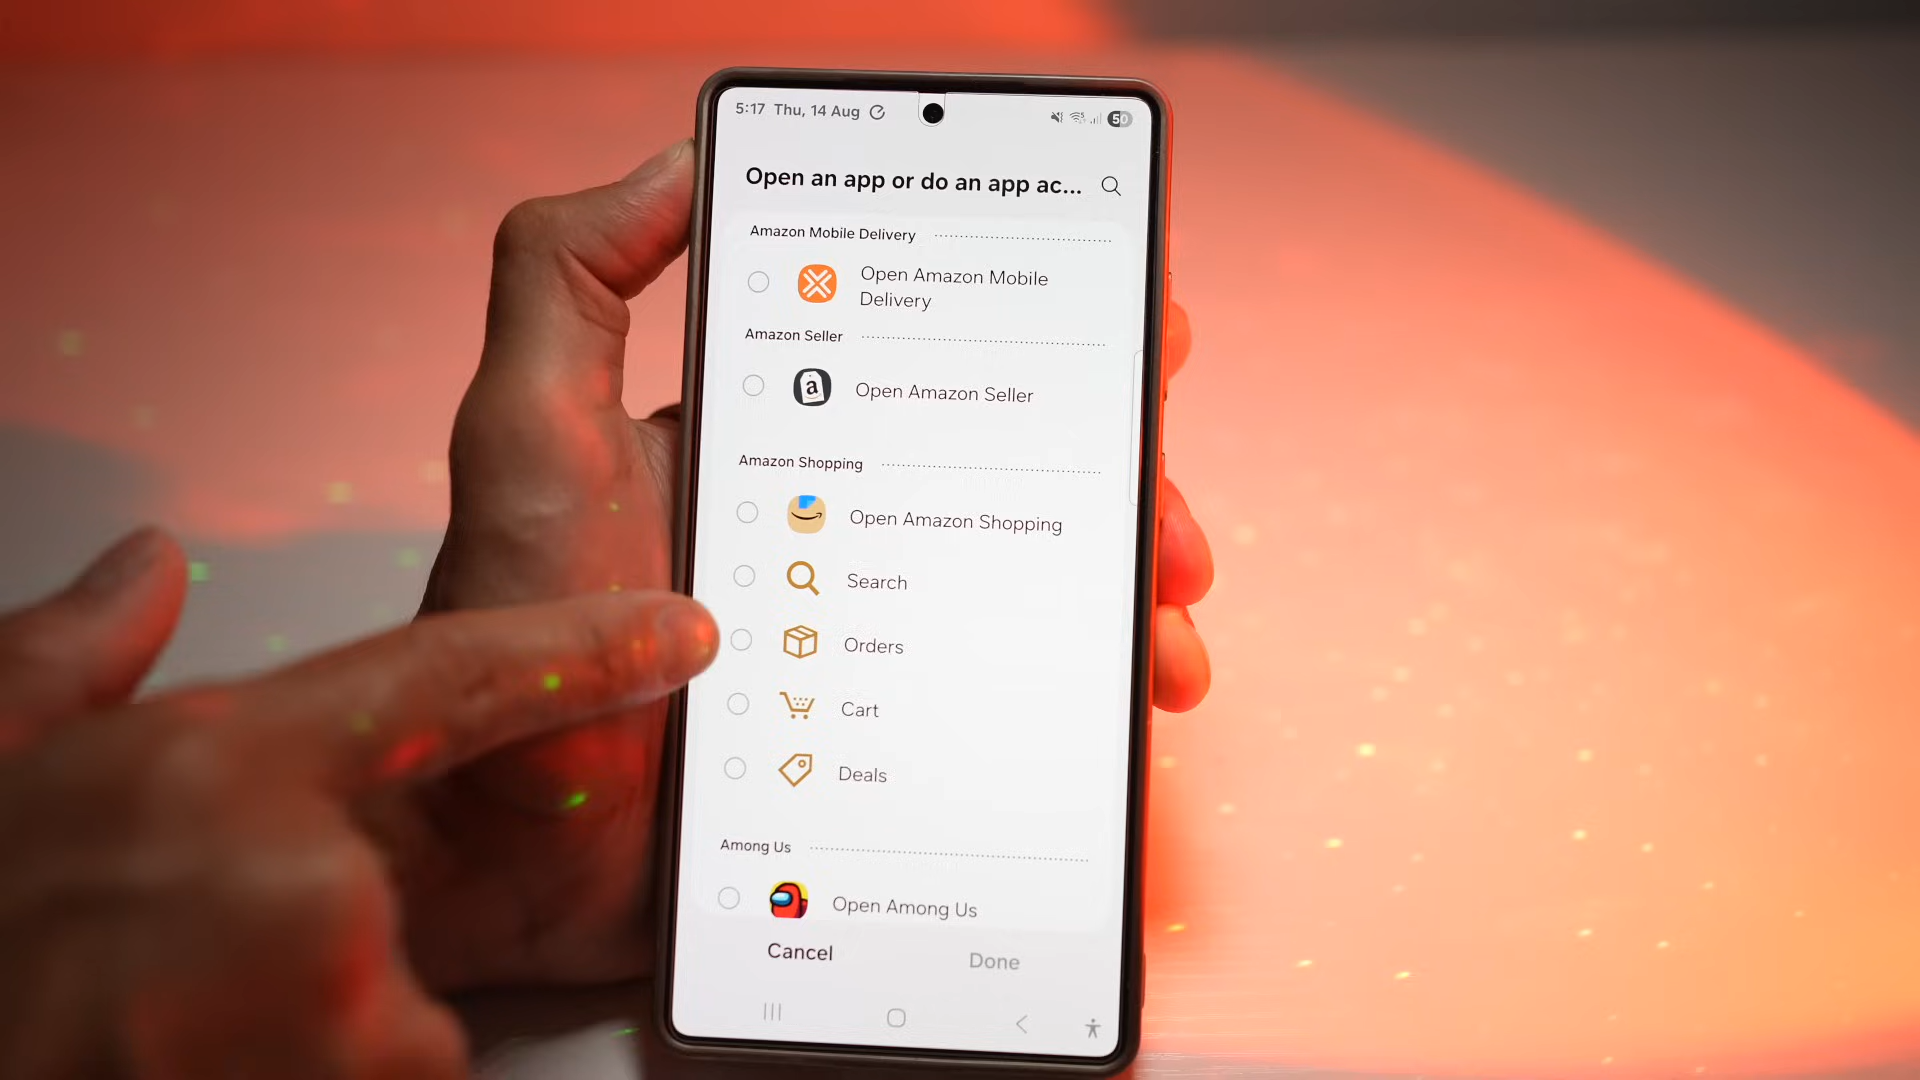 5:17 Thu, 14 Aug
50
Open an app or do an app ac...
Amazon Mobile Delivery
Open Amazon Mobile
Delivery
Amazon Seller
a
Open Amazon Seller
Amazon Shopping
Open Amazon Shopping
Search
Orders
Cart
Deals
Among Us
Open Among Us
Cancel
Done